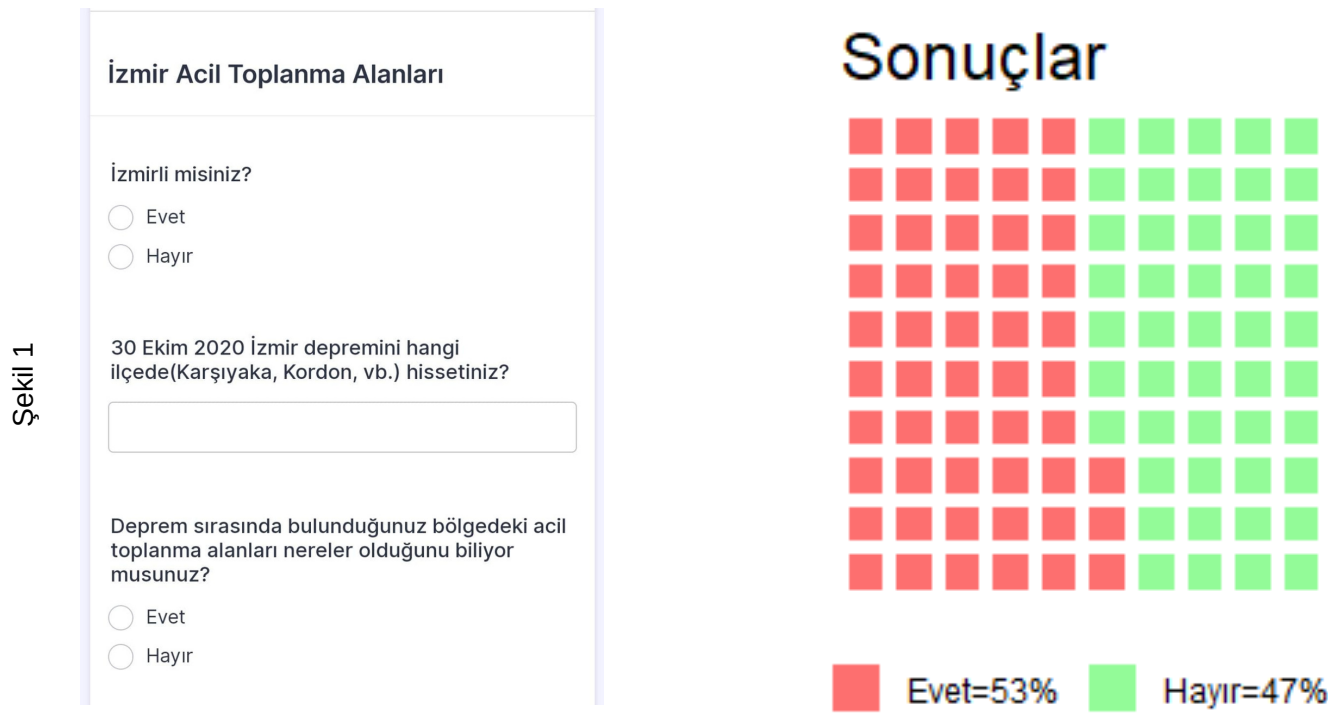 Şekil 1
İzmir Acil Toplanma Alanları
İzmirli misiniz?
Evet
Hayır
30 Ekim 2020 İzmir depremini hangi
ilçede(Karşıyaka, Kordon, vb.) hissetiniz?
Deprem sırasında bulunduğunuz bölgedeki acil
toplanma alanları nereler olduğunu biliyor
musunuz?
Evet
Hayır
Sonuçlar
Evet=53%
Hayır=47%